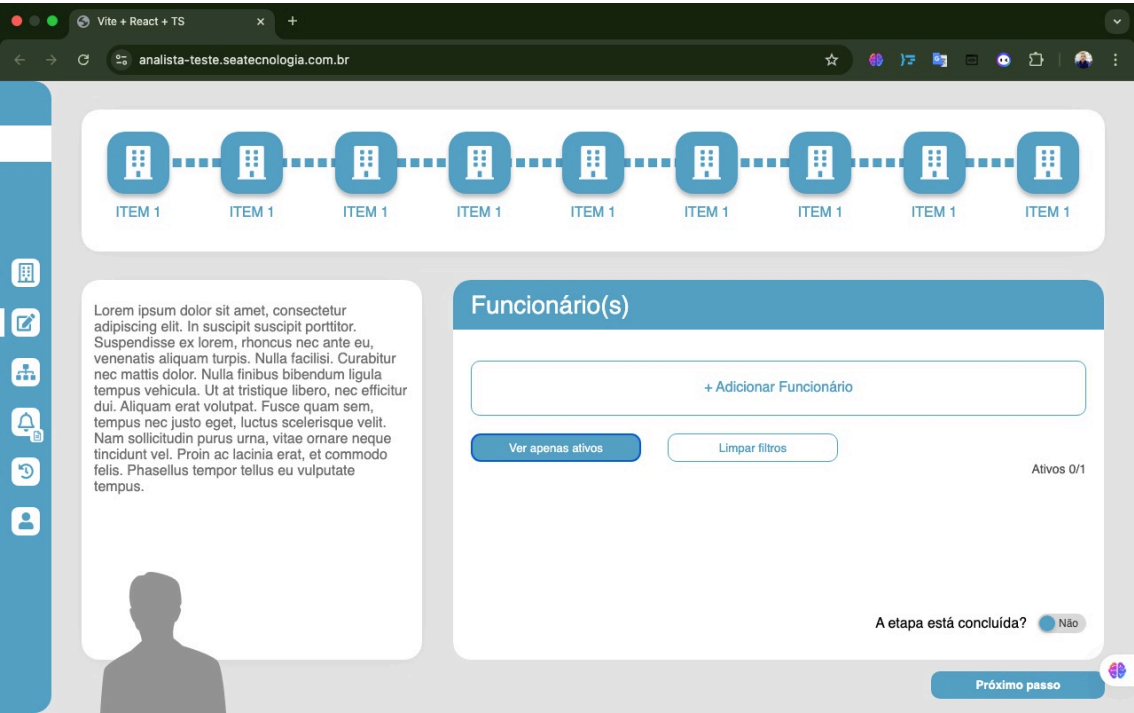 Vite + React + TS
analista-teste.seatecnologia.com.br
ITEM 1 ITEM 1 ITEM 1 ITEM 1 ITEM 1 ITEM 1 ITEM 1 ITEM 1 ITEM 1
Lorem ipsum dolor sit amet, consectetur
adipiscing elit. In suscipit suscipit porttitor.
Suspendisse ex lorem, rhoncus nec ante eu,
venenatis aliquam turpis. Nulla facilisi. Curabitur
nec mattis dolor. Nulla finibus bibendum ligula
tempus vehicula. Ut at tristique libero, nec efficitur
dui. Aliquam erat volutpat. Fusce quam sem,
tempus nec justo eget, luctus scelerisque velit.
Nam sollicitudin purus urna, vitae ornare neque
tincidunt vel. Proin ac lacinia erat, et commodo
felis. Phasellus tempor tellus eu vulputate
tempus.
Funcionário(s)
+ Adicionar Funcionário
Ver apenas ativos Limpar filtros
Ativos 0/1
A etapa está concluída? Não
Próximo passo